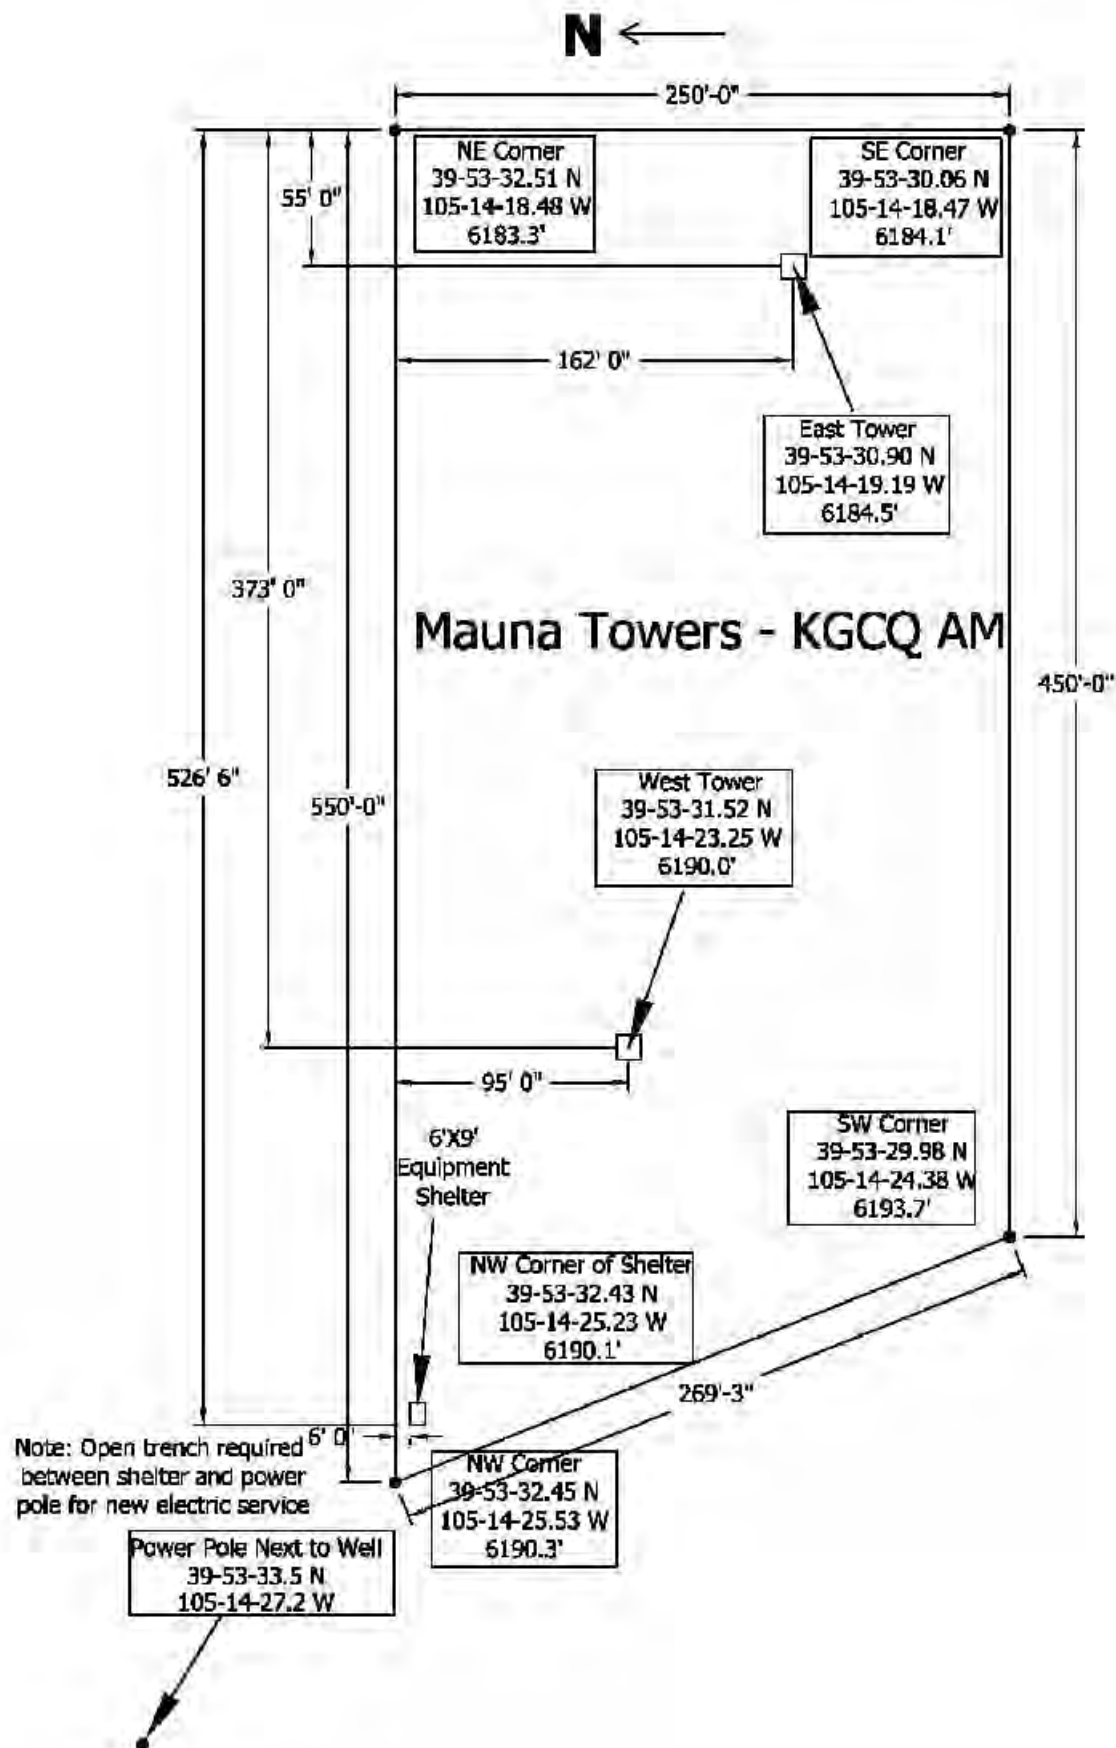 N
250'-0"
NE Corner
39-53-32.51 N
105-14-18.48 W
6183.3'
SE Corner
39-53-30.06 N
105-14-18.47 W
6184.1'
55' 0"
162' 0"
East Tower
39-53-30.90 N
105-14-19.19 W
6184.5'
373' 0"
Mauna Towers - KGCQ AM
450'-0"
526' 6"
550'-0"
West Tower
39-53-31.52 N
105-14-23.25 W
6190.0'
95' 0"
6'X9'
Equipment
Shelter
SW Corner
39-53-29.98 N
105-14-24.38 W
6193.7'
NW Corner of Shelter
39-53-32.43 N
105-14-25.23 W
6190.1'
269'-3"
6' 0"
Note: Open trench required
between shelter and power
pole for new electric service
NW Corner
39-53-32.45 N
105-14-25.53 W
6190.3'
Power Pole Next to Well
39-53-33.5 N
105-14-27.2 W